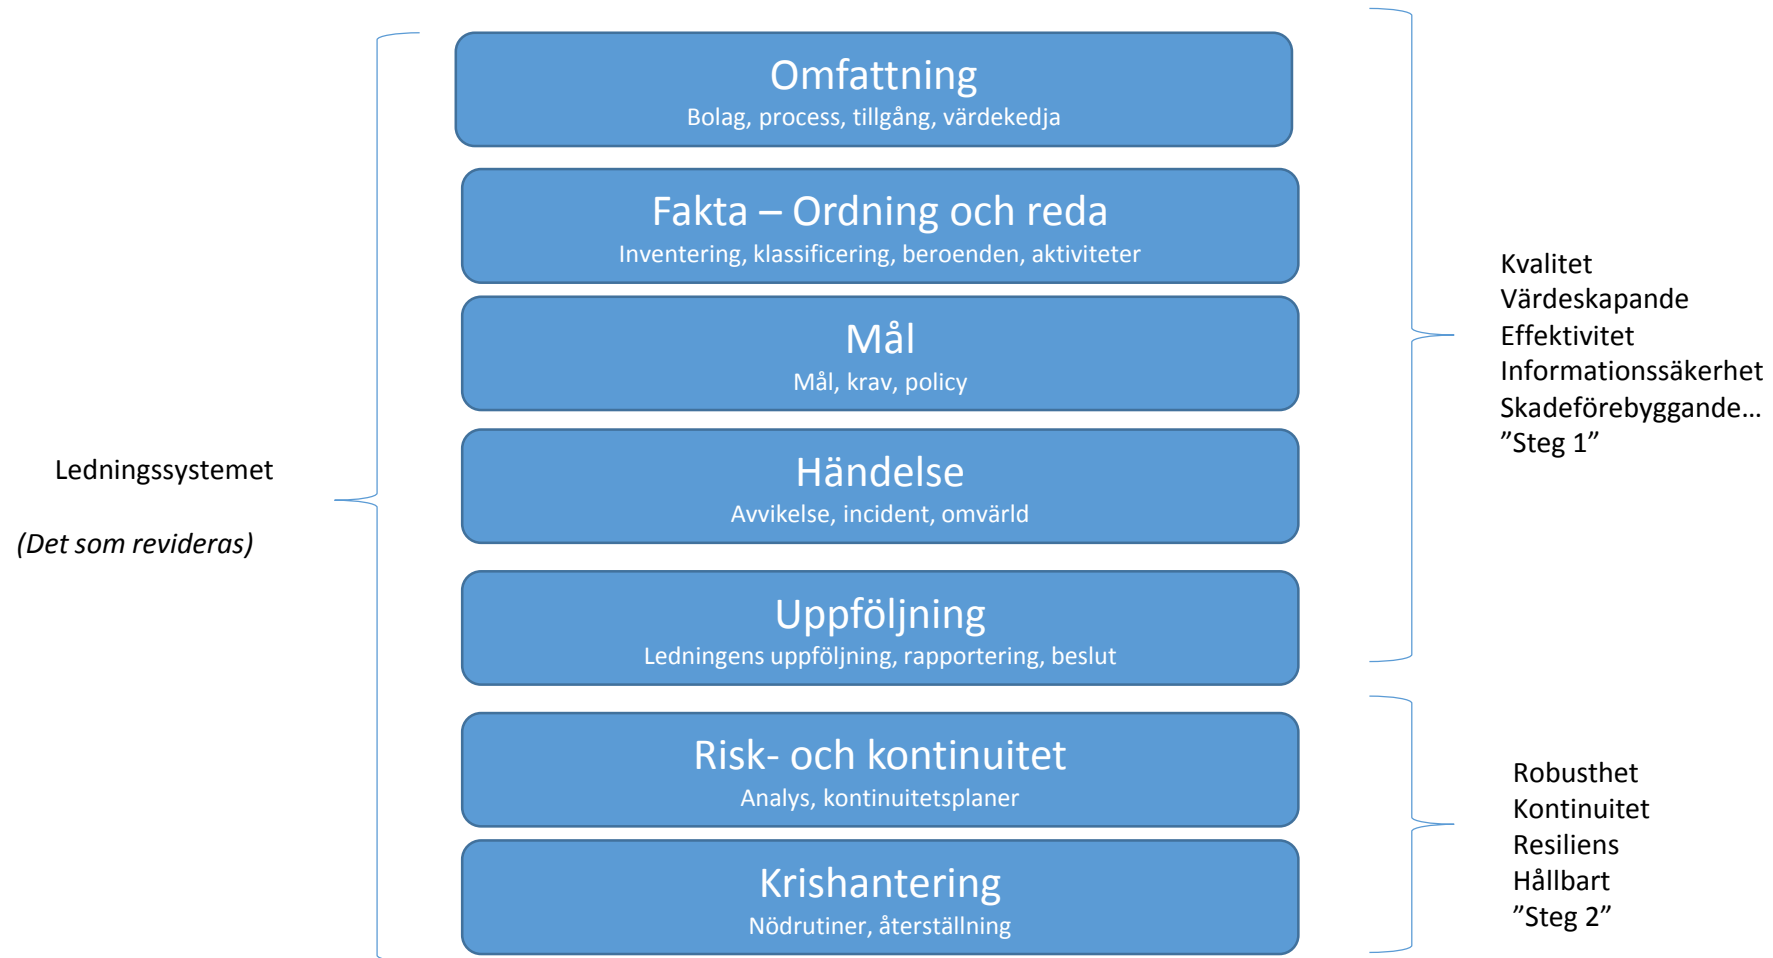 Omfattning
Bolag, process, tillgång, värdekedja
Fakta – Ordning och reda
Inventering, klassificering, beroenden, aktiviteter
Mål
Mål, krav, policy
Händelse
Avvikelse, incident, omvärld
Uppföljning
Ledningens uppföljning, rapportering, beslut
Risk- och kontinuitet
Analys, kontinuitetsplaner
Krishantering
Nödrutiner, återställning
Ledningssystemet
(Det som revideras)
Kvalitet
Värdeskapande
Effektivitet
Informationssäkerhet
Skadeförebyggande…
”Steg 1”
Robusthet
Kontinuitet
Resiliens
Hållbart
”Steg 2”